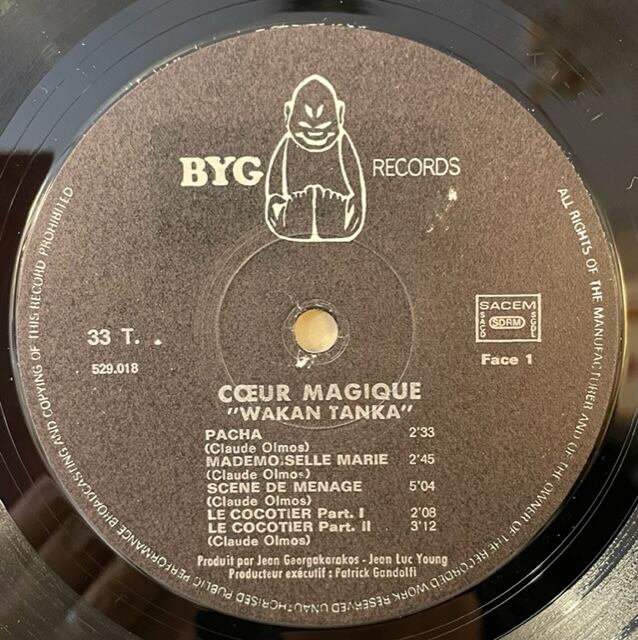 BYG RECORDS
33 T.
529.018
SACEM
SACD SDRM SGDL
Face 1
CŒUR MAGIQUE
"WAKAN TANKA"
PACHA 2'33
(Claude Olmos)
MADEMOISELLE MARIE 2'45
(Claude Olmos)
SCENE DE MENAGE 5'04
(Claude Olmos)
LE COCOTIER Part. I 2'08
LE COCOTIER Part. II 3'12
(Claude Olmos)
Produit par Jean Georgakarakos - Jean Luc Young
Producteur exécutif : Patrick Gandolfi
ALL RIGHTS OF THE MANUFACTURER AND OF THE OWNER OF THE RECORDED WORK RESERVED UNAUTHORISED PUBLIC PERFORMANCE BROADCASTING AND COPYING OF THIS RECORD PROHIBITED